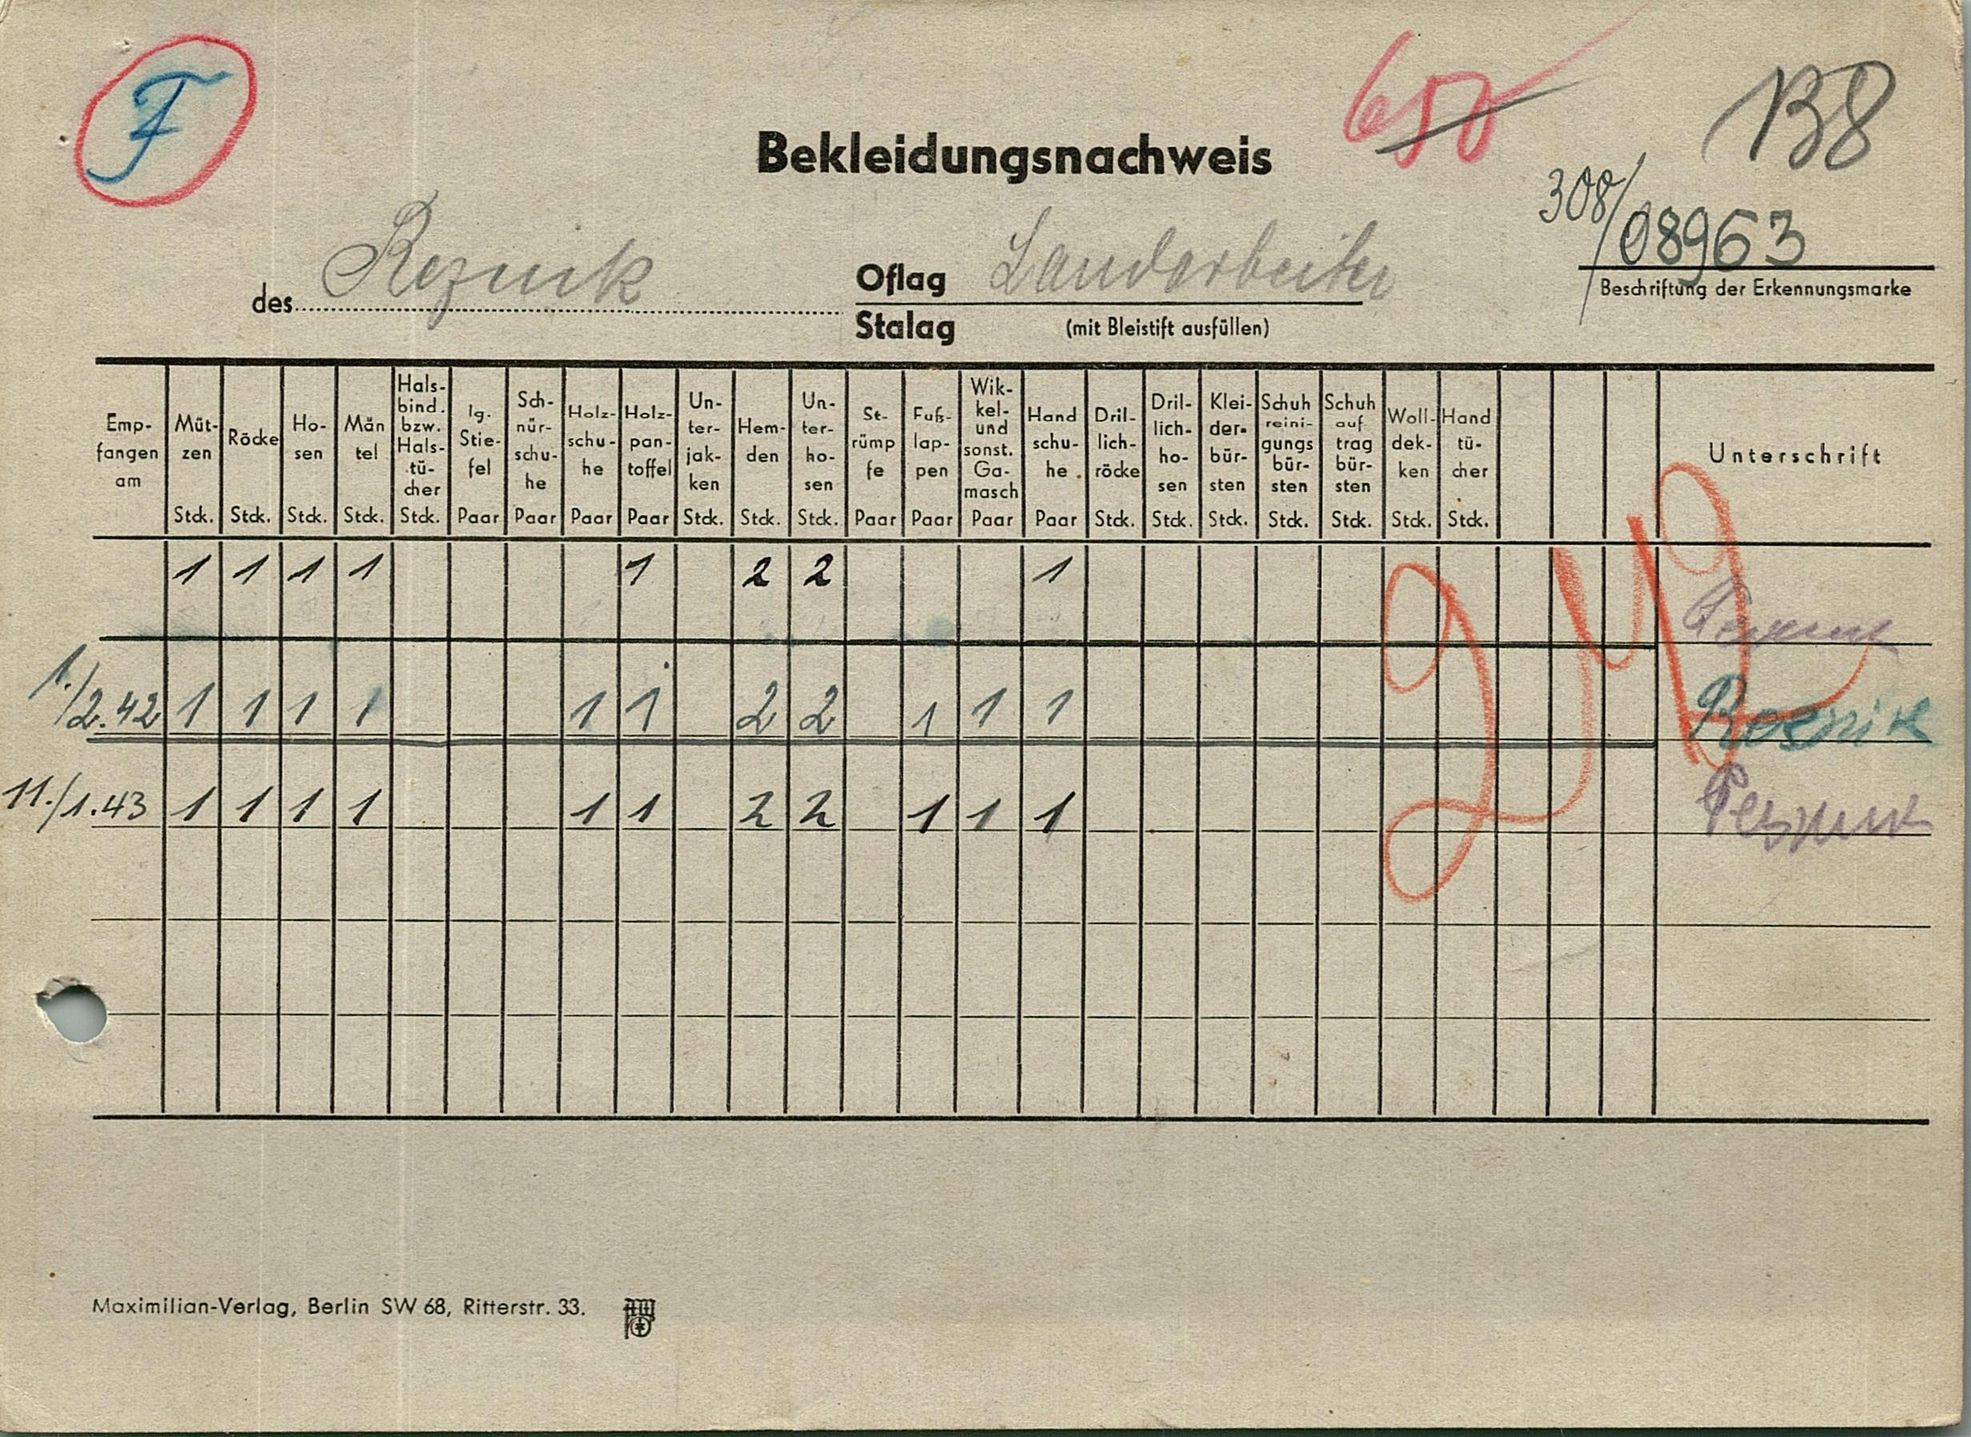 F
650
B8
Bekleidungsnachweis
308/08963
Beschriftung der Erkennungsmarke
des Reznik Oflag Landarbeiter
Stalag (mit Bleistift ausfüllen)
Emp-
fangen
am
Müt-
zen
Stck.
Röcke
Stck.
Ho-
sen
Stck.
Män
tel
Stck.
Hals-
bind.
bzw.
Hals-
tü-
cher
Stck.
lg.
Stie-
fel
Paar
Sch-
nür-
schu-
he
Paar
Holz-
schu-
he
Paar
Holz-
pan-
toffel
Paar
Un-
ter-
jak-
ken
Stck.
Hem-
den
Stck.
Un-
ter-
ho-
sen
Stck.
St-
rümp
fe
Paar
Fuß-
lap-
pen
Paar
Wik-
kel-
und
sonst.
Ga-
masch
Paar
Hand
schu-
he
Paar
Dril-
lich-
röcke
Stck.
Dril-
lich-
ho-
sen
Stck.
Klei-
der-
bür-
sten
Stck.
Schuh
reini-
gungs
bür-
sten
Stck.
Schuh
auf
trag
bür-
sten
Stck.
Woll-
dek-
ken
Stck.
Hand
tü-
cher
Stck.
Unterschrift
1 1 1 1 1 2 2 1
1./2.42 1 1 1 1 1 1 2 2 1 1 1
11./1.43 1 1 1 1 1 1 2 2 1 1 1
Maximilian-Verlag, Berlin SW 68, Ritterstr. 33.